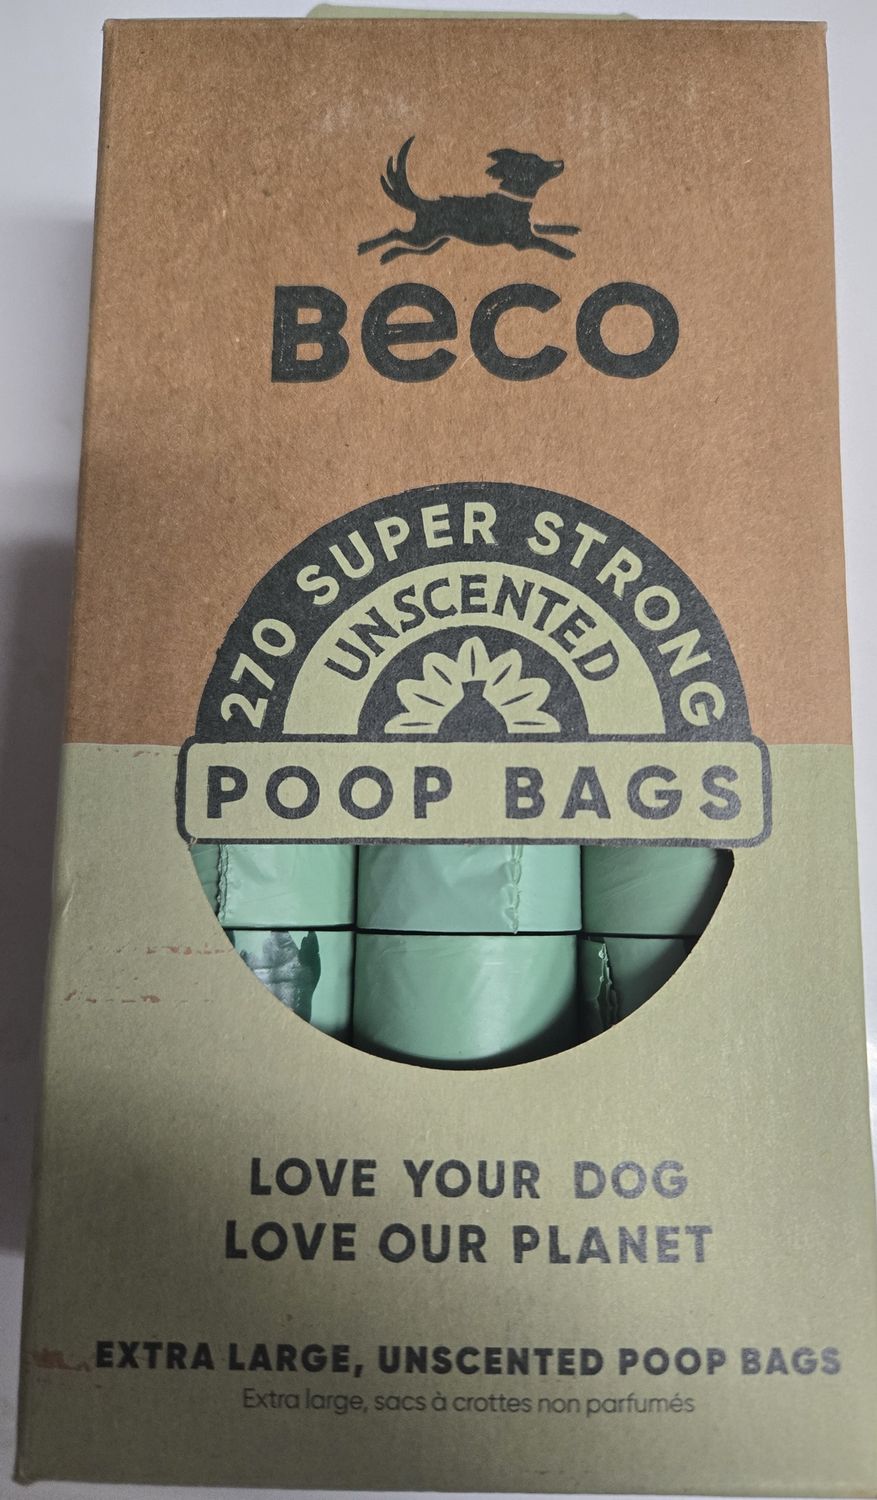 Beco
270 SUPER STRONG
UNSCENTED
POOP BAGS
LOVE YOUR DOG
LOVE OUR PLANET
EXTRA LARGE, UNSCENTED POOP BAGS
Extra large, sacs à crottes non parfumés